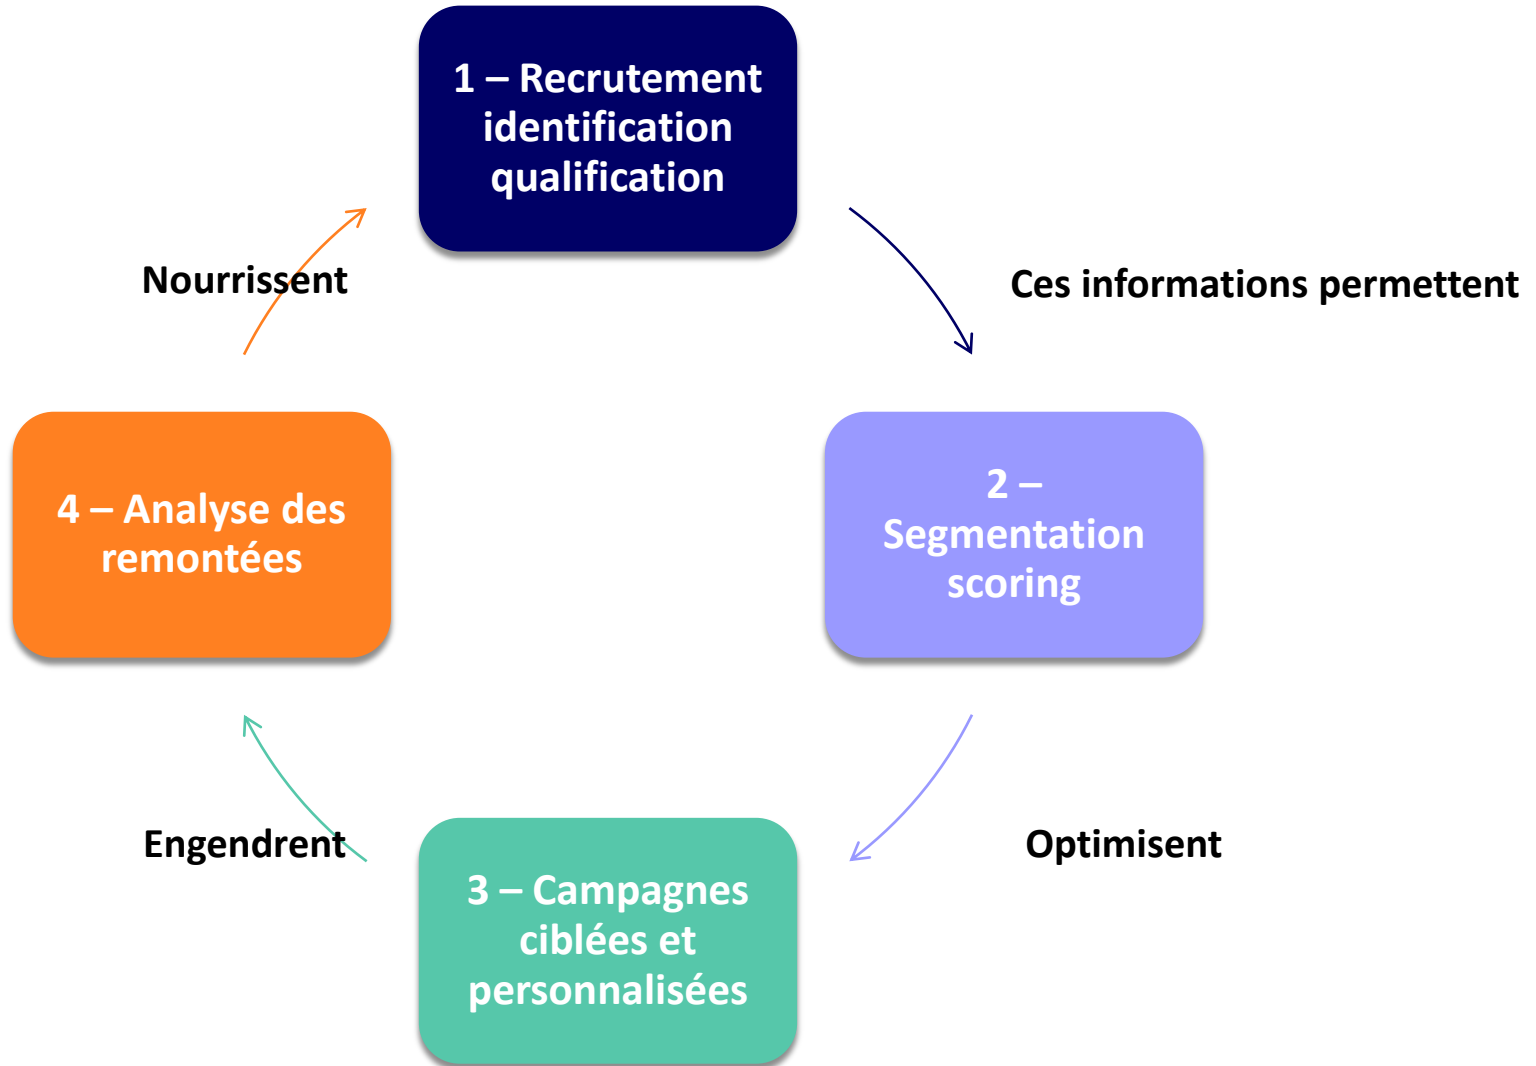 1 – Recrutement
identification
qualification
Ces informations permettent
2 –
Segmentation
scoring
Optimisent
3 – Campagnes
ciblées et
personnalisées
Engendrent
4 – Analyse des
remontées
Nourrissent